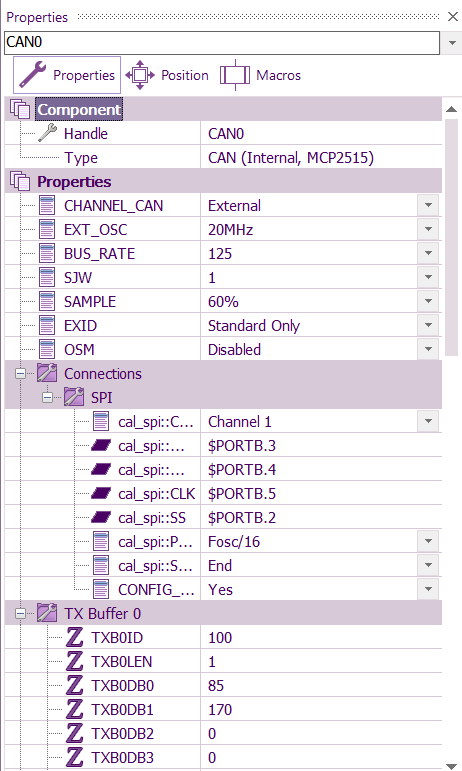 Properties
CAN0
Properties Position Macros
Component
Handle CAN0
Type CAN (Internal, MCP2515)
Properties
CHANNEL_CAN External
EXT_OSC 20MHz
BUS_RATE 125
SJW 1
SAMPLE 60%
EXID Standard Only
OSM Disabled
Connections
SPI
cal_spi::C... Channel 1
cal_spi::... $PORTB.3
cal_spi::... $PORTB.4
cal_spi::CLK $PORTB.5
cal_spi::SS $PORTB.2
cal_spi::P... Fosc/16
cal_spi::S... End
CONFIG_... Yes
TX Buffer 0
TXB0ID 100
TXB0LEN 1
TXB0DB0 85
TXB0DB1 170
TXB0DB2 0
TXB0DB3 0